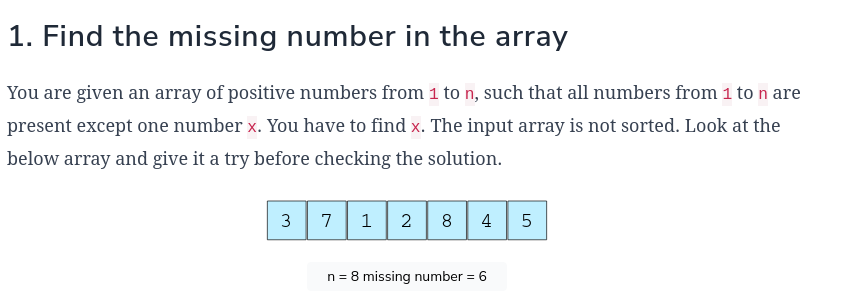 1. Find the missing number in the array
You are given an array of positive numbers from 1 to n, such that all numbers from 1 to n are
present except one number x. You have to find x. The input array is not sorted. Look at the
below array and give it a try before checking the solution.
3 7 1 2 8 4 5
n = 8 missing number = 6